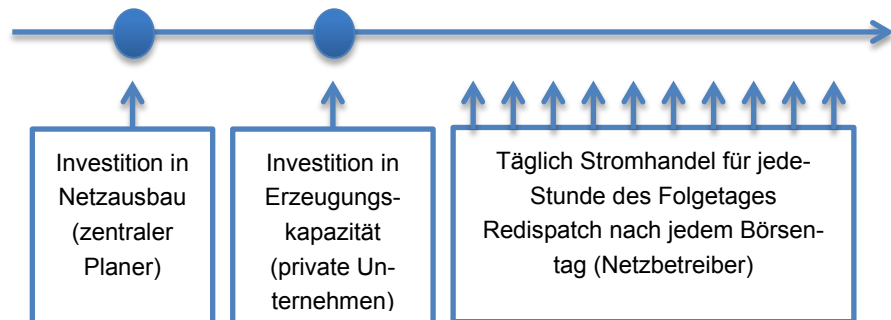 Investition in
Netzausbau
(zentraler
Planer)
Investition in
Erzeugungs-
kapazität
(private Un-
ternehmen)
Täglich Stromhandel für jede-
Stunde des Folgetages
Redispatch nach jedem Börsen-
tag (Netzbetreiber)